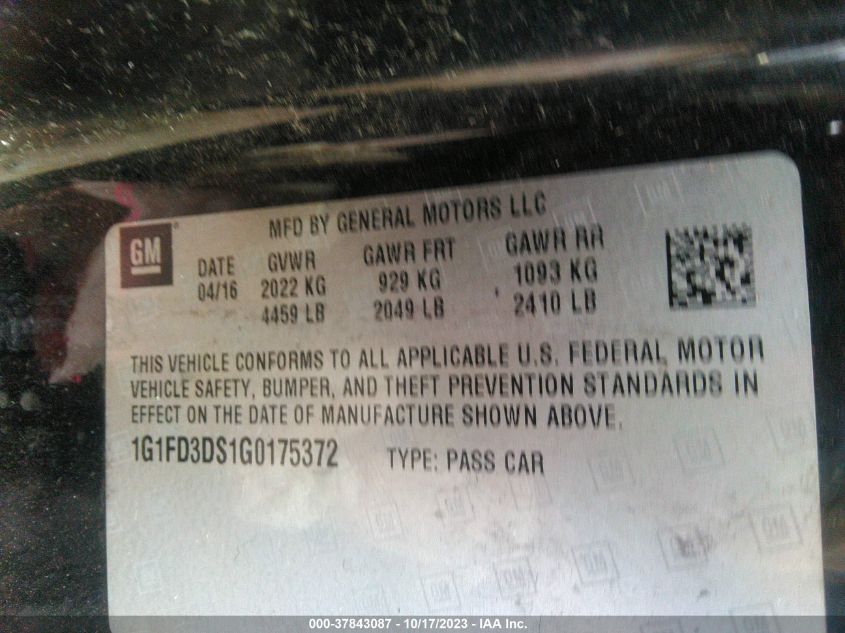 MFD BY GENERAL MOTORS LLC
GM
DATE GVWR GAWR FRT GAWR RR
04/16 2022 KG 929 KG 1093 KG
4459 LB 2049 LB 2410 LB
THIS VEHICLE CONFORMS TO ALL APPLICABLE U.S. FEDERAL MOTOR
VEHICLE SAFETY, BUMPER, AND THEFT PREVENTION STANDARDS IN
EFFECT ON THE DATE OF MANUFACTURE SHOWN ABOVE.
1G1FD3DS1G0175372 TYPE: PASS CAR
000-37843087 - 10/17/2023 - IAA Inc.